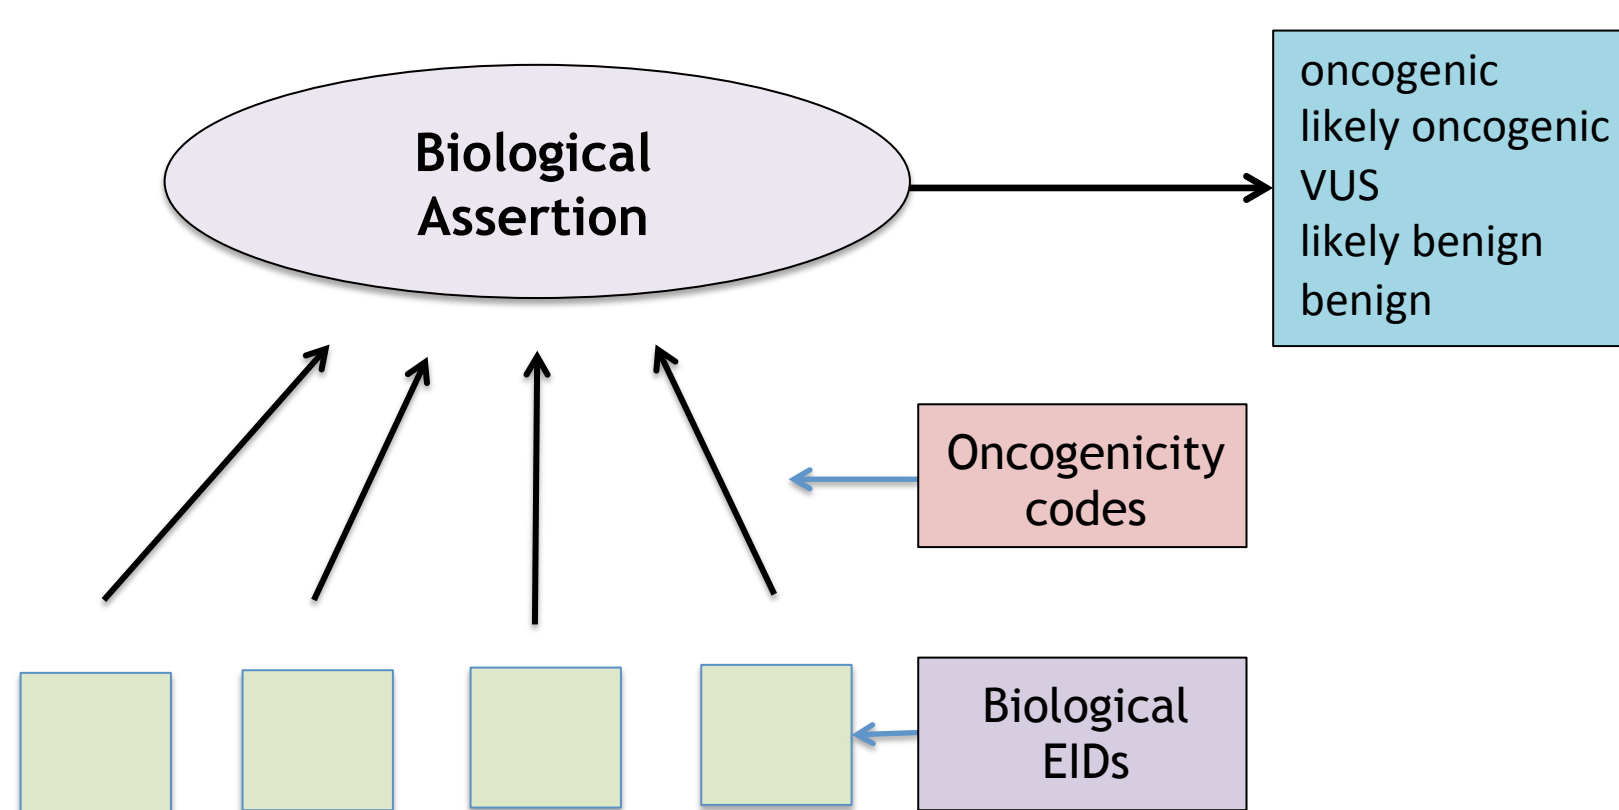 Biological
Assertion
oncogenic
likely oncogenic
VUS
likely benign
benign
Oncogenicity
codes
Biological
EIDs